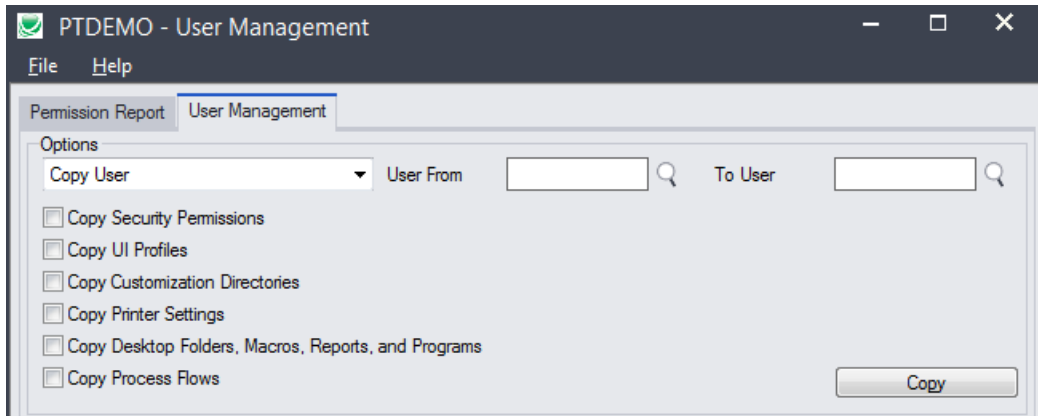 PTDEMO - User Management
File Help
Permission Report User Management
Options
Copy User User From To User
Copy Security Permissions
Copy UI Profiles
Copy Customization Directories
Copy Printer Settings
Copy Desktop Folders, Macros, Reports, and Programs
Copy Process Flows
Copy